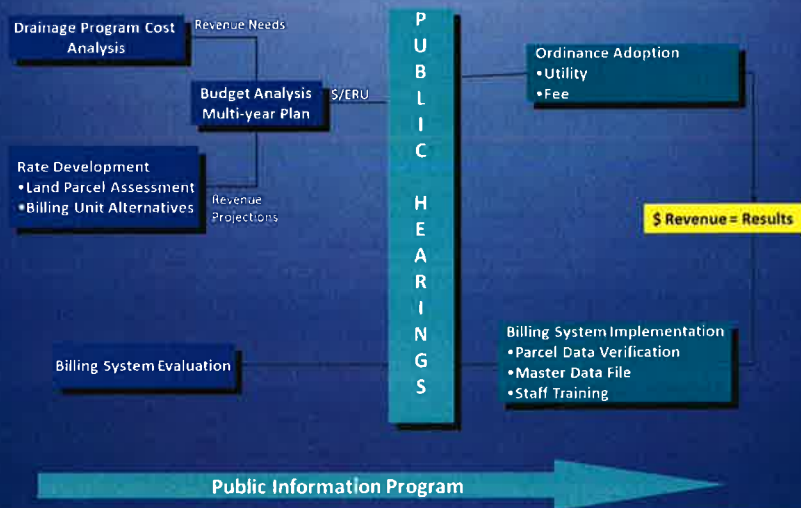 Drainage Program Cost
Analysis
Revenue Needs
Budget Analysis
Multi-year Plan
$/ERU
Rate Development
•Land Parcel Assessment
•Billing Unit Alternatives
Revenue
Projections
Billing System Evaluation
PUBLIC HEARINGS
Ordinance Adoption
•Utility
•Fee
$ Revenue = Results
Billing System Implementation
•Parcel Data Verification
•Master Data File
•Staff Training
Public Information Program